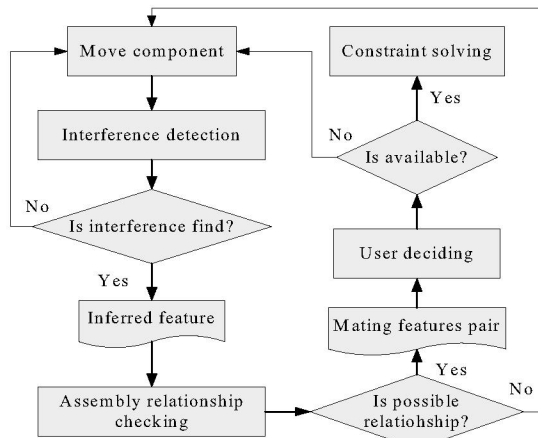 Move component
Constraint solving
Yes
No
Interference detection
Is available?
No
Is interference find?
User deciding
Yes
Inferred feature
Mating features pair
Yes
Assembly relationship
checking
Is possible
relatiohship?
No